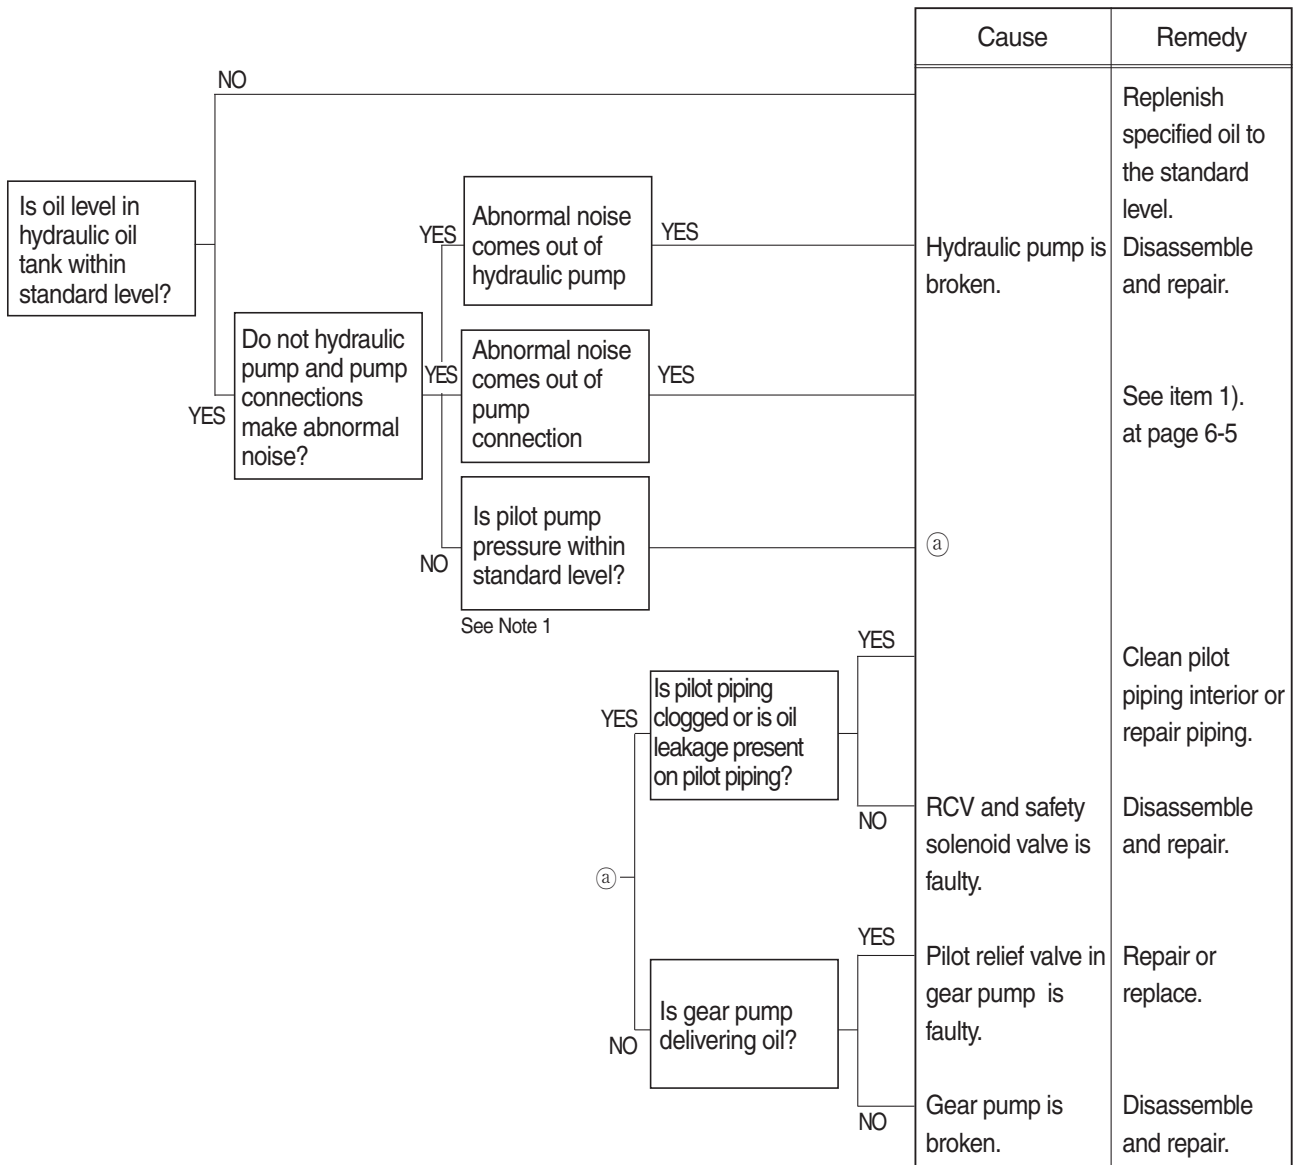 Cause
Remedy
NO
Replenish
specified oil to
the standard
level.
Is oil level in
hydraulic oil
tank within
standard level?
YES
Abnormal noise
comes out of
hydraulic pump
YES
Hydraulic pump is
broken.
Disassemble
and repair.
YES
Do not hydraulic
pump and pump
connections
make abnormal
noise?
YES
Abnormal noise
comes out of
pump
connection
YES
See item 1).
at page 6-5
NO
Is pilot pump
pressure within
standard level?
ⓐ
See Note 1
ⓐ
YES
Is pilot piping
clogged or is oil
leakage present
on pilot piping?
YES
Clean pilot
piping interior or
repair piping.
NO
RCV and safety
solenoid valve is
faulty.
Disassemble
and repair.
NO
Is gear pump
delivering oil?
YES
Pilot relief valve in
gear pump is
faulty.
Repair or
replace.
NO
Gear pump is
broken.
Disassemble
and repair.